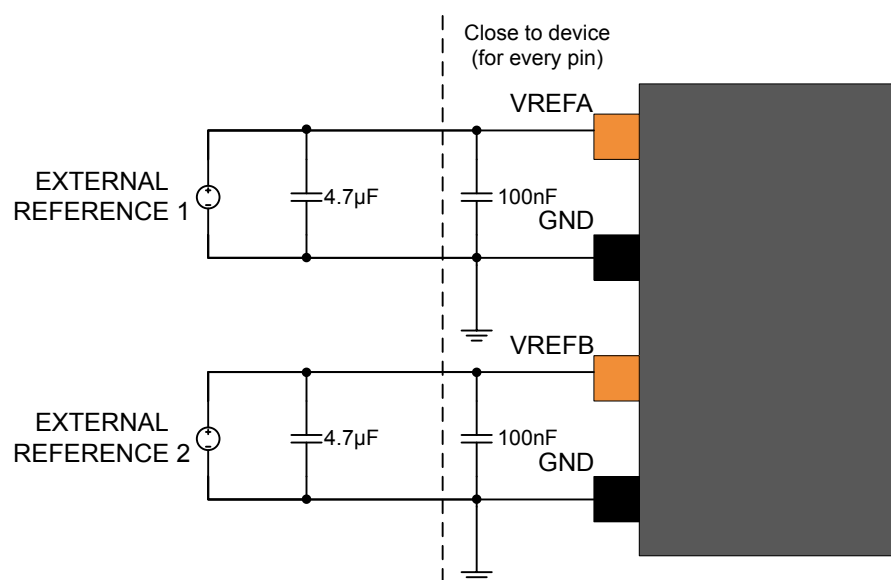 Close to device
(for every pin)
VREFA
EXTERNAL
REFERENCE 1
4.7µF
100nF
GND
VREFB
EXTERNAL
REFERENCE 2
4.7µF
100nF
GND